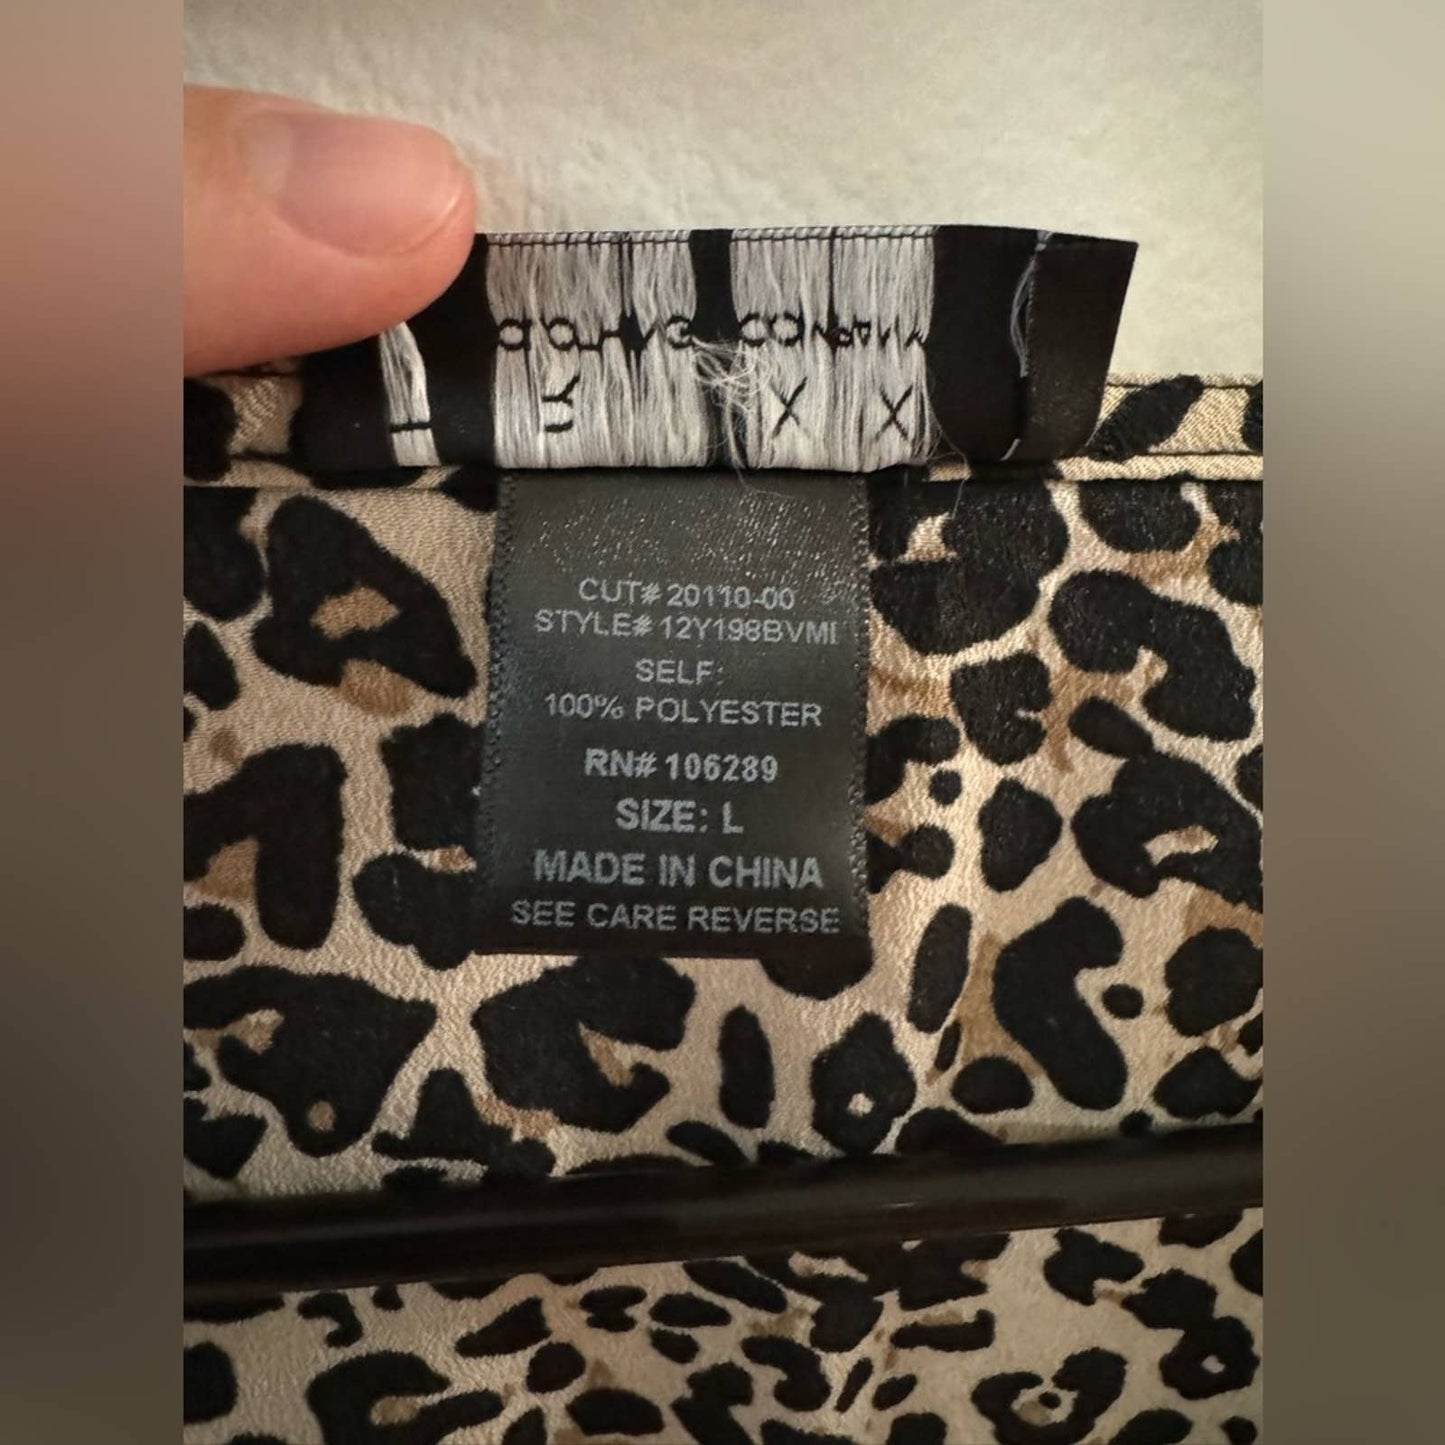 CUT# 20110-00
STYLE# 12Y198BVMI
SELF:
100% POLYESTER
RN# 106289
SIZE: L
MADE IN CHINA
SEE CARE REVERSE